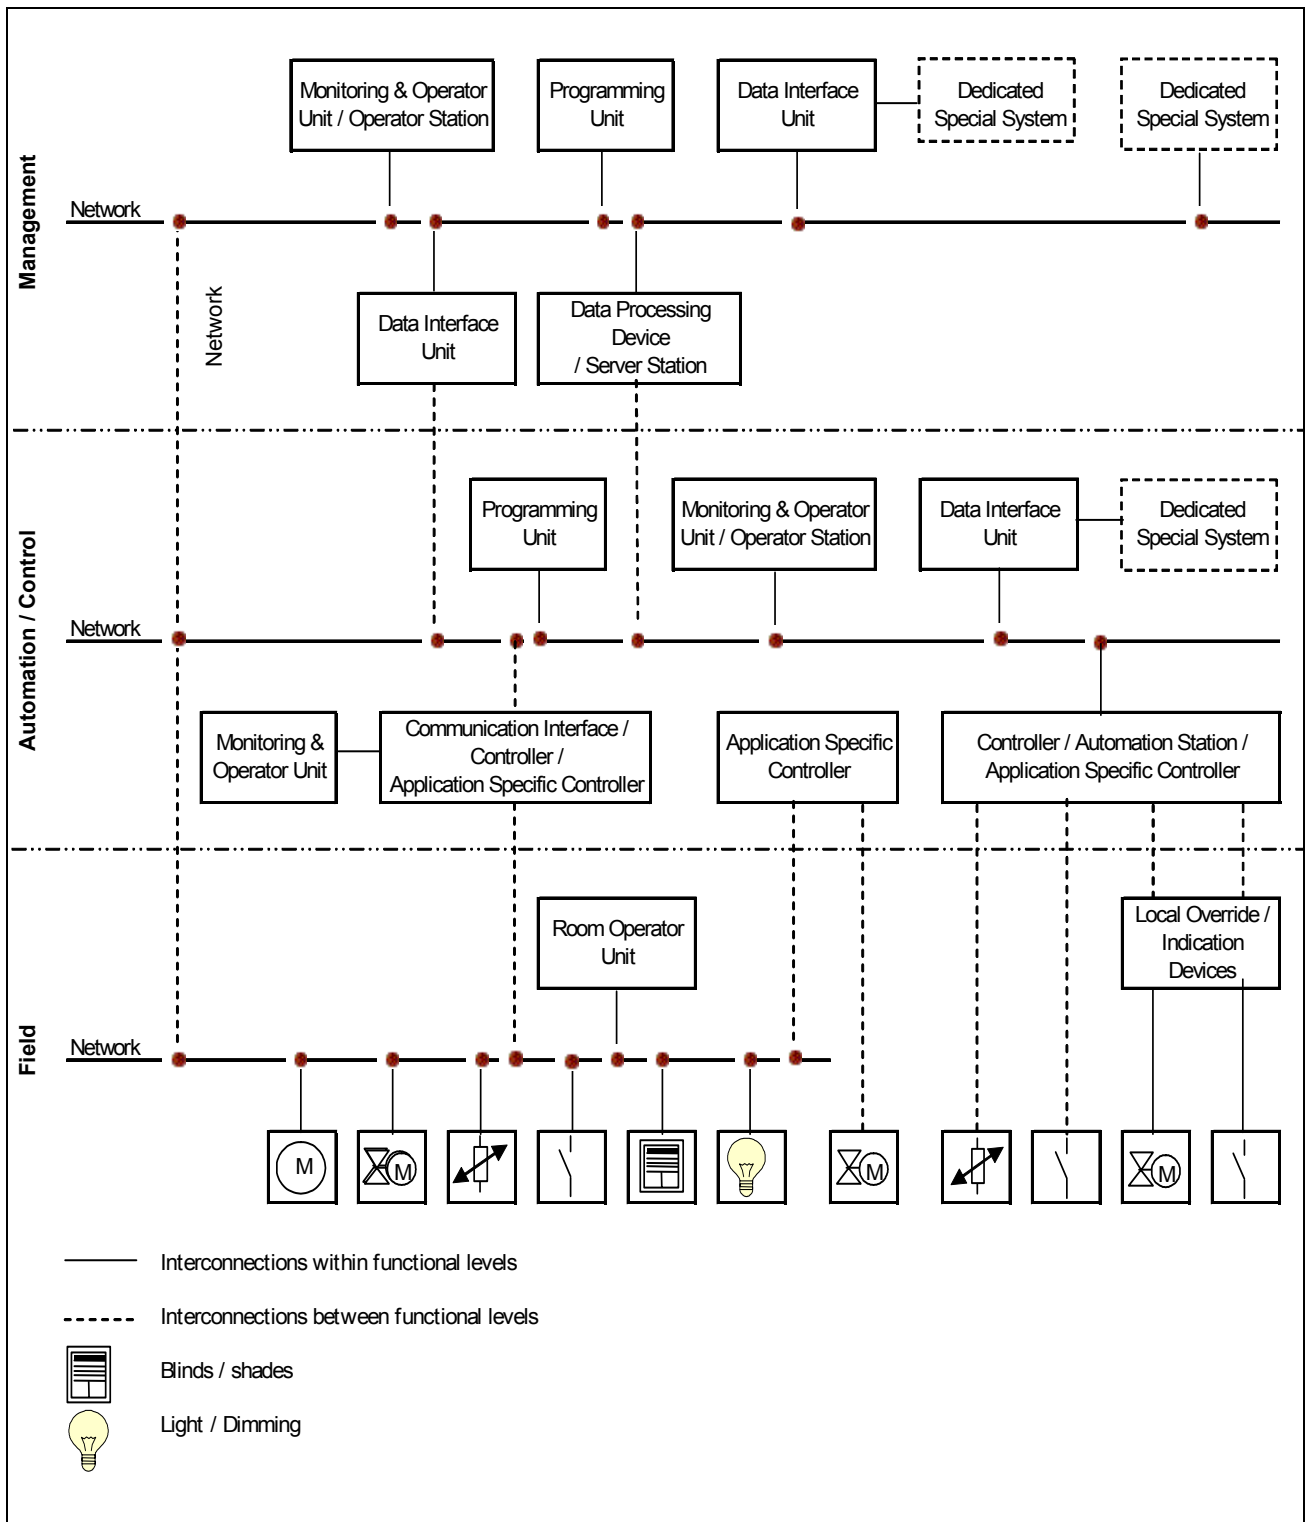 Management
Monitoring & Operator
Unit / Operator Station
Programming
Unit
Data Interface
Unit
Dedicated
Special System
Dedicated
Special System
Network
Network
Data Interface
Unit
Data Processing
Device
/ Server Station
Automation / Control
Programming
Unit
Monitoring & Operator
Unit / Operator Station
Data Interface
Unit
Dedicated
Special System
Network
Monitoring &
Operator Unit
Communication Interface /
Controller /
Application Specific Controller
Application Specific
Controller
Controller / Automation Station /
Application Specific Controller
Field
Room Operator
Unit
Local Override /
Indication
Devices
Network
M
M
M
M
Interconnections within functional levels
Interconnections between functional levels
Blinds / shades
Light / Dimming